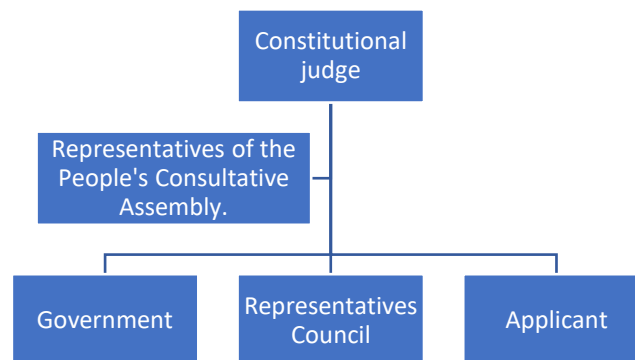 Constitutional
judge
Representatives of the
People's Consultative
Assembly.
Government
Representatives
Council
Applicant